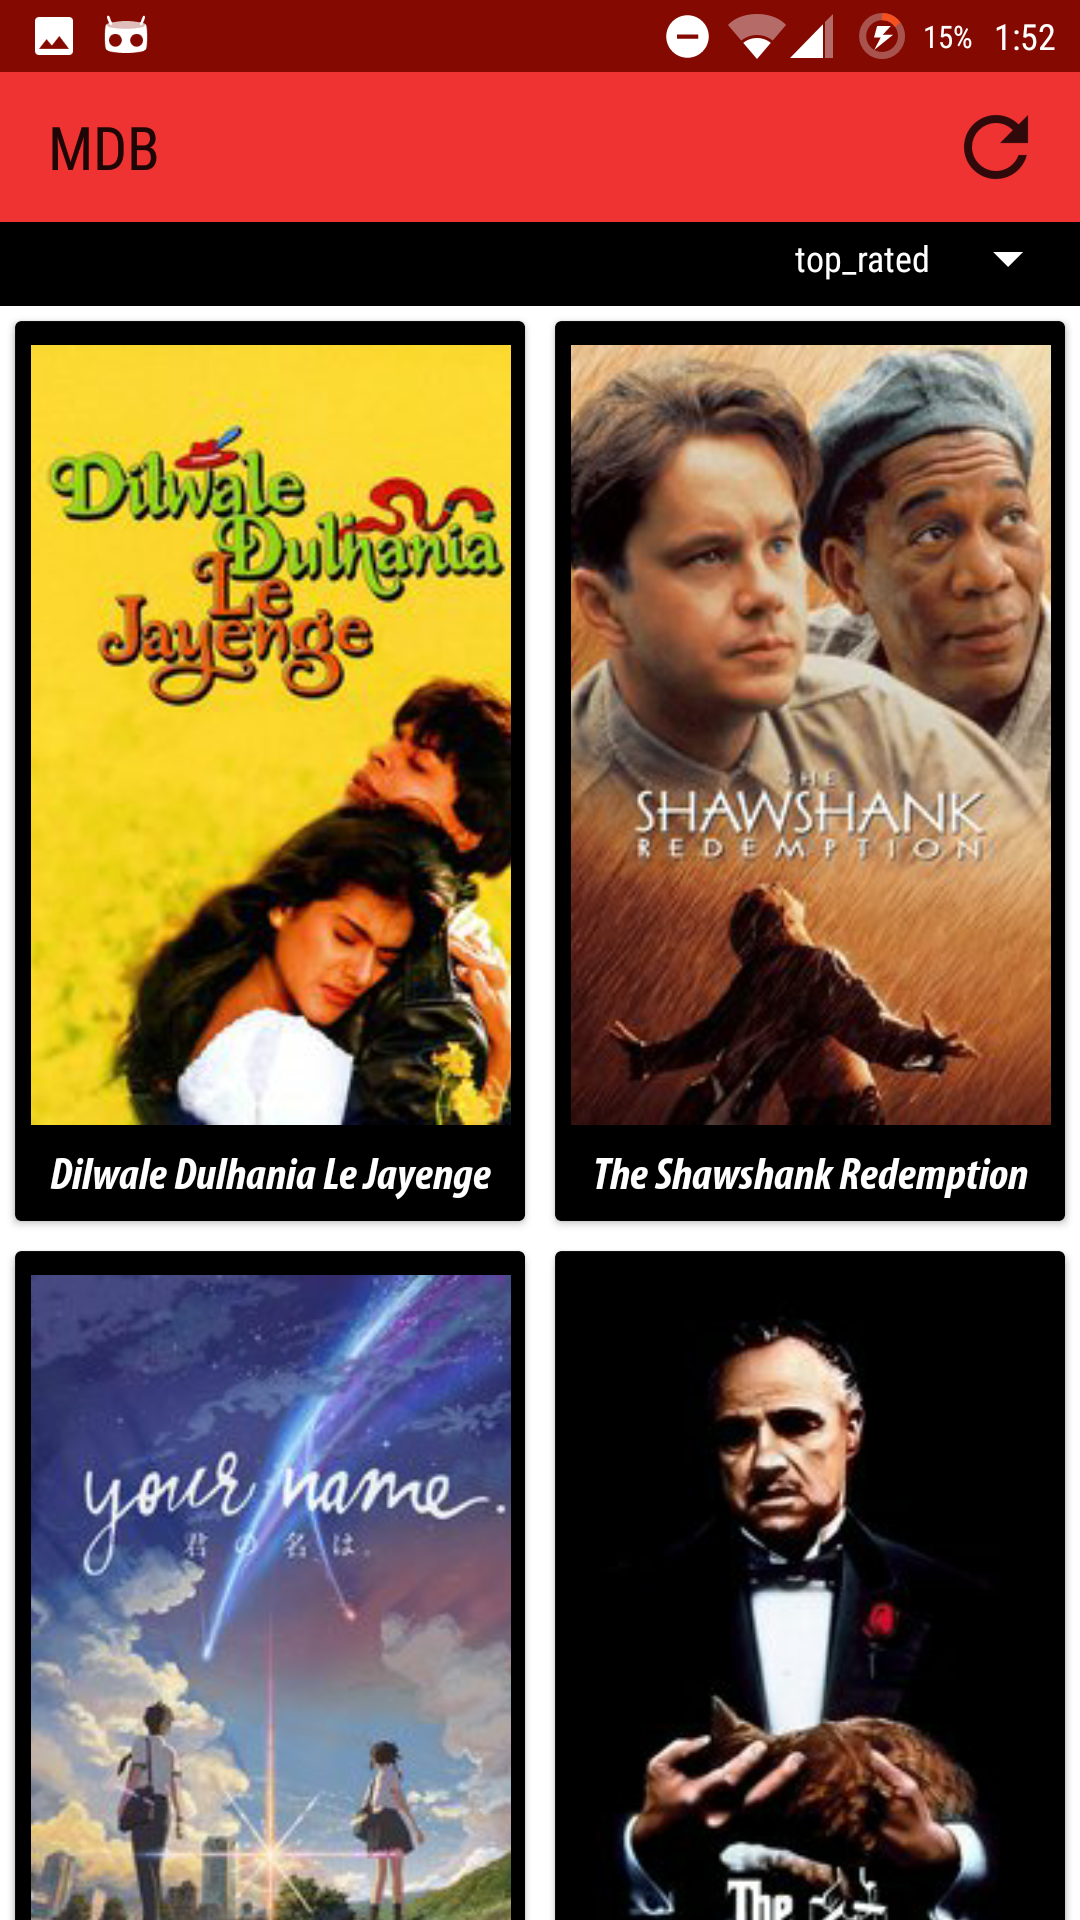 15% 1:52
MDB
top_rated
Dilwale
Dulhania
Le
Jayenge
THE
SHAWSHANK
REDEMPTION
Dilwale Dulhania Le Jayenge
The Shawshank Redemption
your name.
君の名は。
The